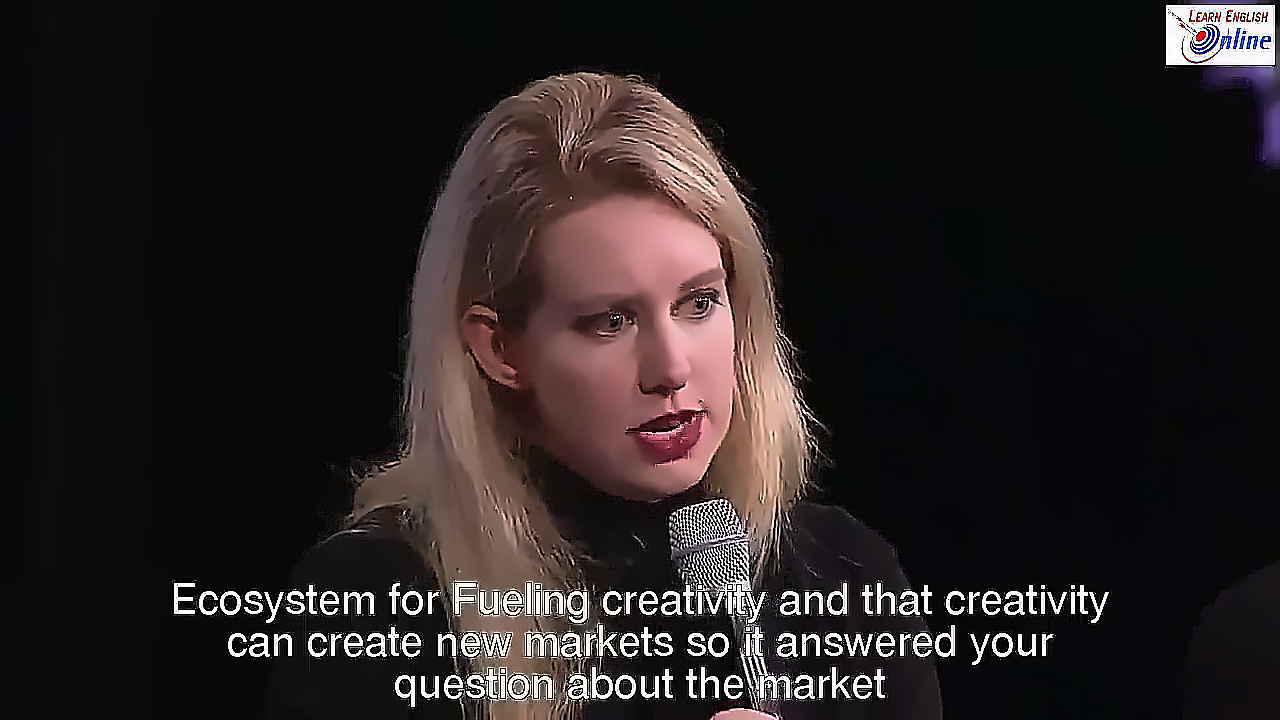 LEARN ENGLISH
Online
Ecosystem for Fueling creativity and that creativity
can create new markets so it answered your
question about the market